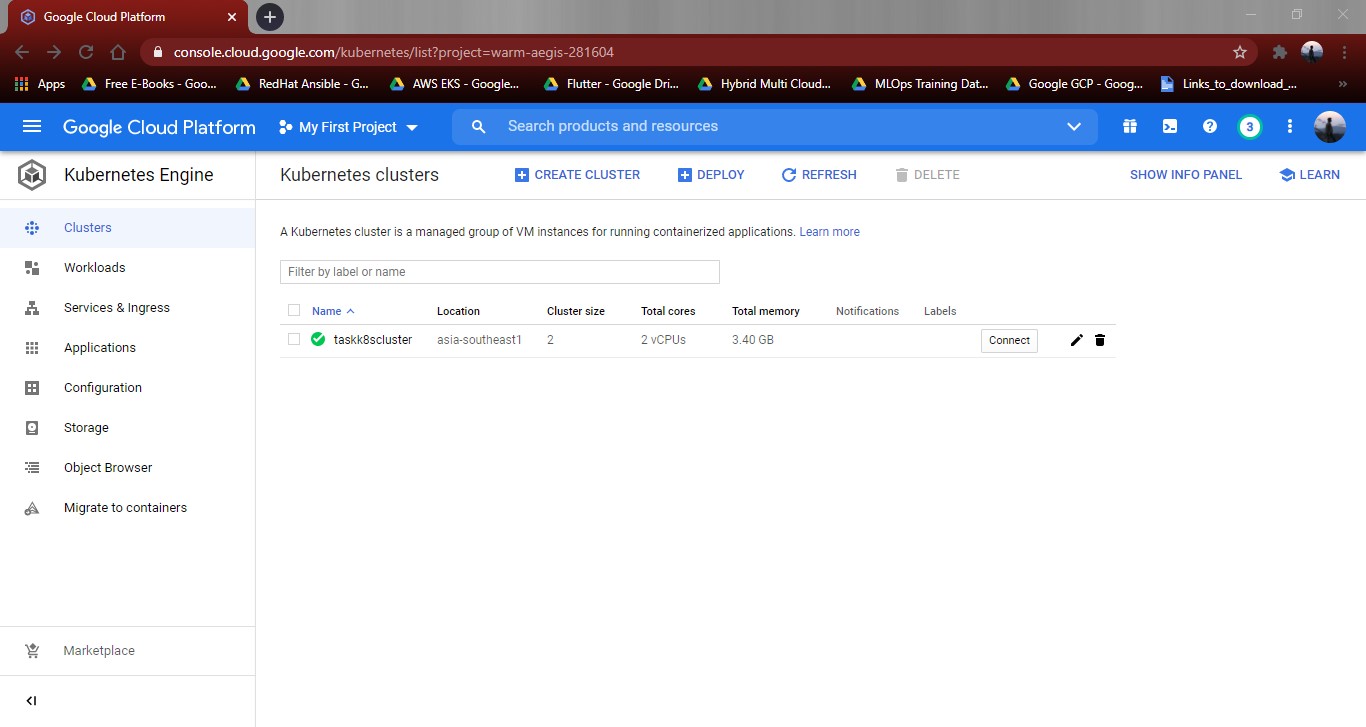 Google Cloud Platform
console.cloud.google.com/kubernetes/list?project=warm-aegis-281604
Apps Free E-Books - Goo... RedHat Ansible - G... AWS EKS - Google... Flutter - Google Dri... Hybrid Multi Cloud... MLOps Training Dat... Google GCP - Goog... Links_to_download_... »
Google Cloud Platform My First Project Search products and resources 3
Kubernetes Engine
Kubernetes clusters CREATE CLUSTER DEPLOY REFRESH DELETE SHOW INFO PANEL LEARN
Clusters
Workloads
Services & Ingress
Applications
Configuration
Storage
Object Browser
Migrate to containers
Marketplace
A Kubernetes cluster is a managed group of VM instances for running containerized applications. Learn more
Filter by label or name
Name Location Cluster size Total cores Total memory Notifications Labels
taskk8scluster asia-southeast1 2 2 vCPUs 3.40 GB Connect